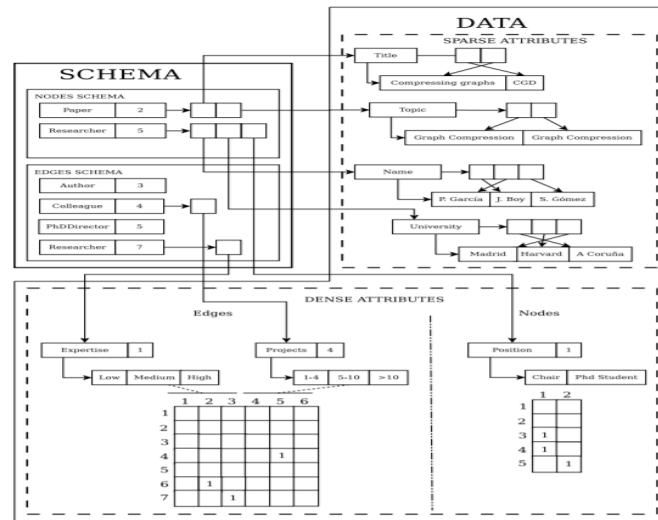 DATA
SPARSE ATTRIBUTES
Title
Compressing graphs CGD
Topic
Graph Compression Graph Compression
Name
P. García J. Boy S. Gómez
University
Madrid Harvard A Coruña
SCHEMA
NODES SCHEMA
Paper 2
Researcher 5
EDGES SCHEMA
Author 3
Colleague 4
PhDDirector 5
Researcher 7
DENSE ATTRIBUTES
Edges
Expertise 1
Low Medium High
Projects 4
1-4 5-10 >10
1 2 3 4 5 6
1
2
3
4 1
5
6 1
7 1
Nodes
Position 1
Chair Phd Student
1 2
1
2
3 1
4 1
5 1